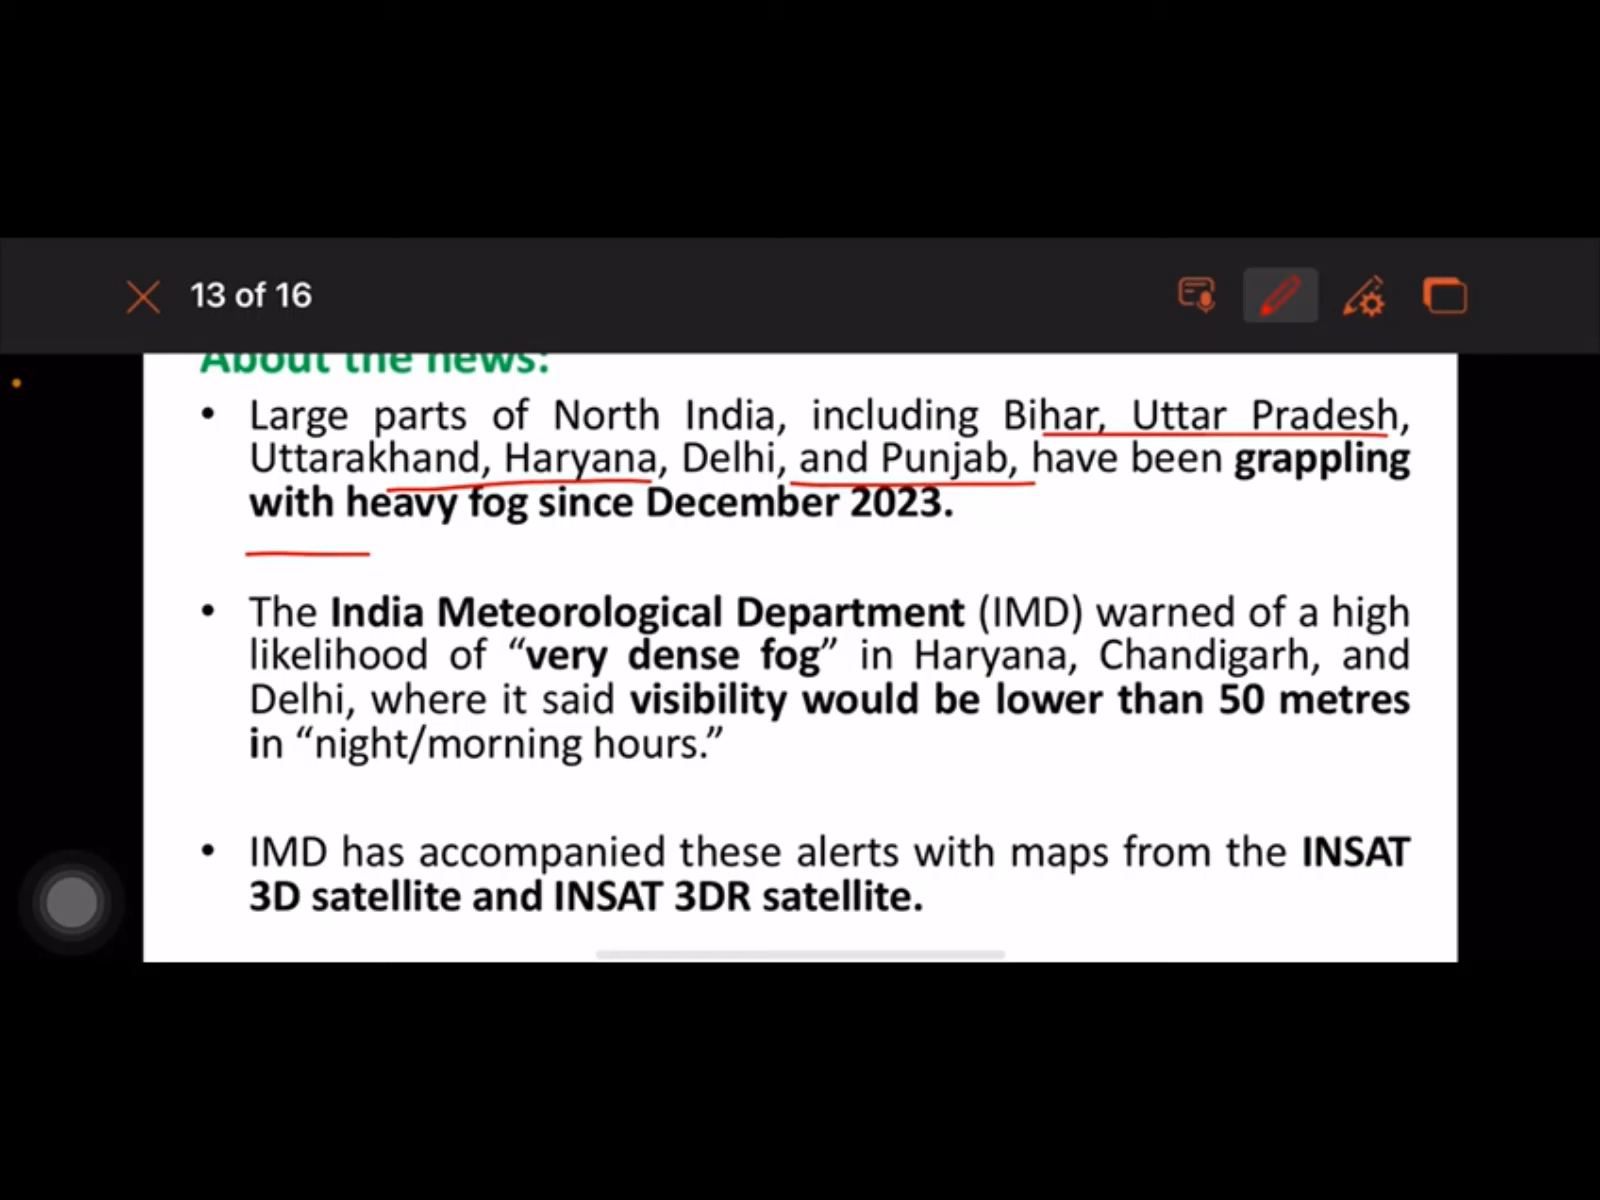 13 of 16
About the news:
• Large parts of North India, including Bihar, Uttar Pradesh,
Uttarakhand, Haryana, Delhi, and Punjab, have been grappling
with heavy fog since December 2023.
• The India Meteorological Department (IMD) warned of a high
likelihood of “very dense fog” in Haryana, Chandigarh, and
Delhi, where it said visibility would be lower than 50 metres
in “night/morning hours.”
• IMD has accompanied these alerts with maps from the INSAT
3D satellite and INSAT 3DR satellite.